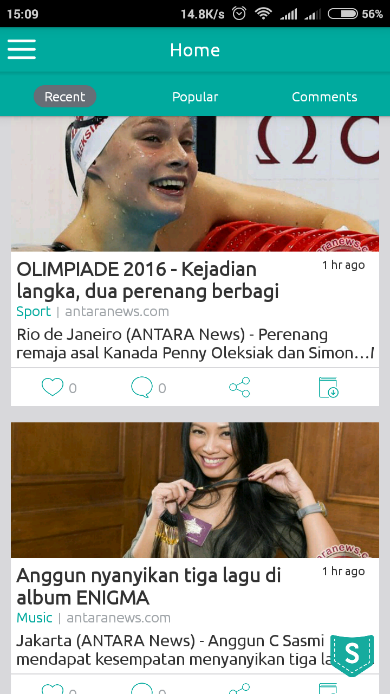 15:09 14.8K/s 56%
Home
Recent Popular Comments
OLIMPIADE 2016 - Kejadian 1 hr ago
langka, dua perenang berbagi
Sport | antaranews.com
Rio de Janeiro (ANTARA News) - Perenang
remaja asal Kanada Penny Oleksiak dan Simon...
0 0
Anggun nyanyikan tiga lagu di 1 hr ago
album ENIGMA
Music | antaranews.com
Jakarta (ANTARA News) - Anggun C Sasmi
mendapat kesempatan menyanyikan tiga
S
0 0